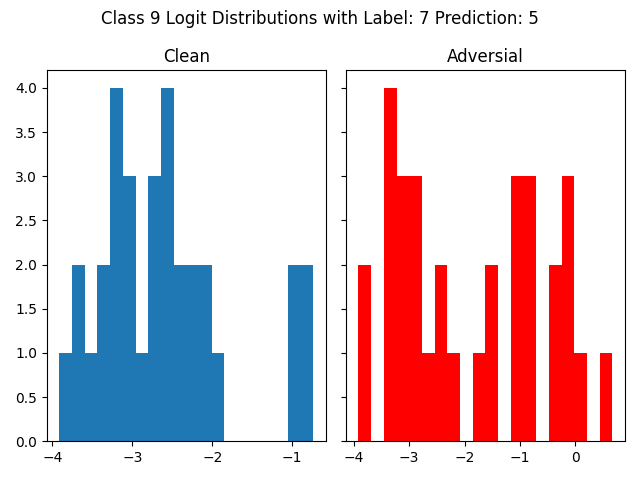 Class 9 Logit Distributions with Label: 7 Prediction: 5
Clean
Adversial
4.0
3.5
3.0
2.5
2.0
1.5
1.0
0.5
0.0
−4 −3 −2 −1
−4 −3 −2 −1 0